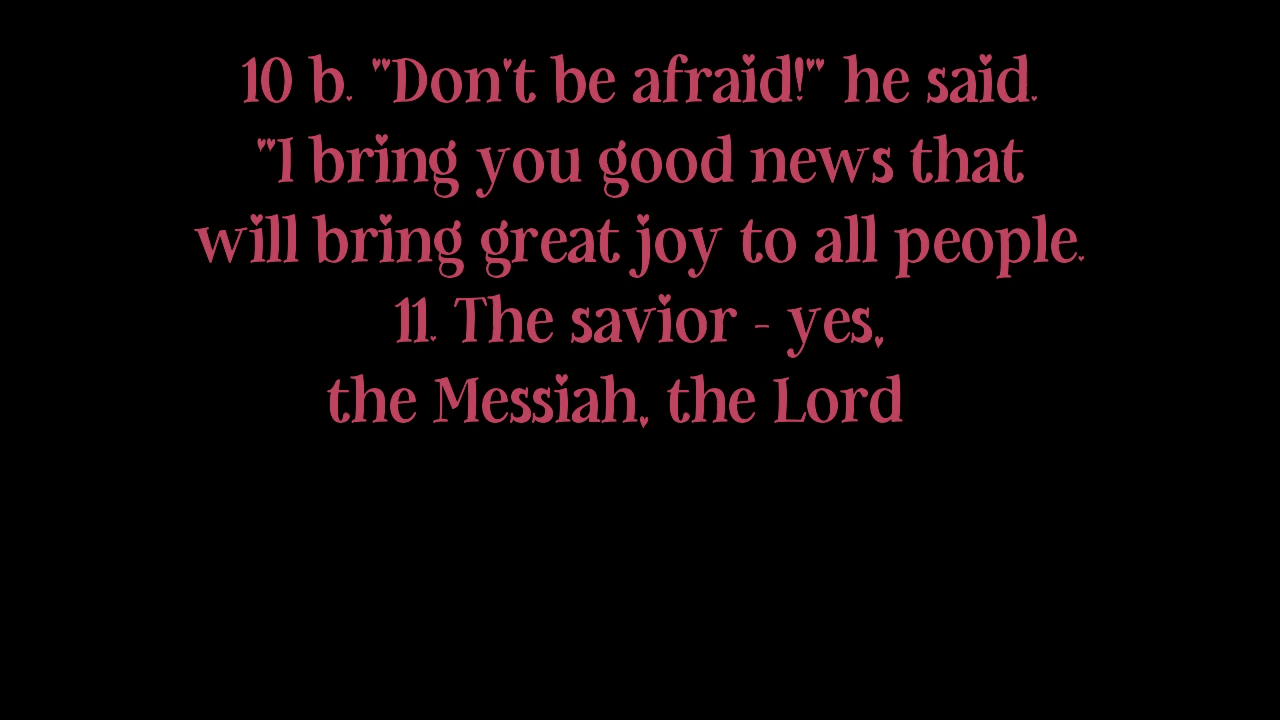 10 b. "Don't be afraid!" he said.
"I bring you good news that
will bring great joy to all people.
11. The savior - yes,
the Messiah, the Lord